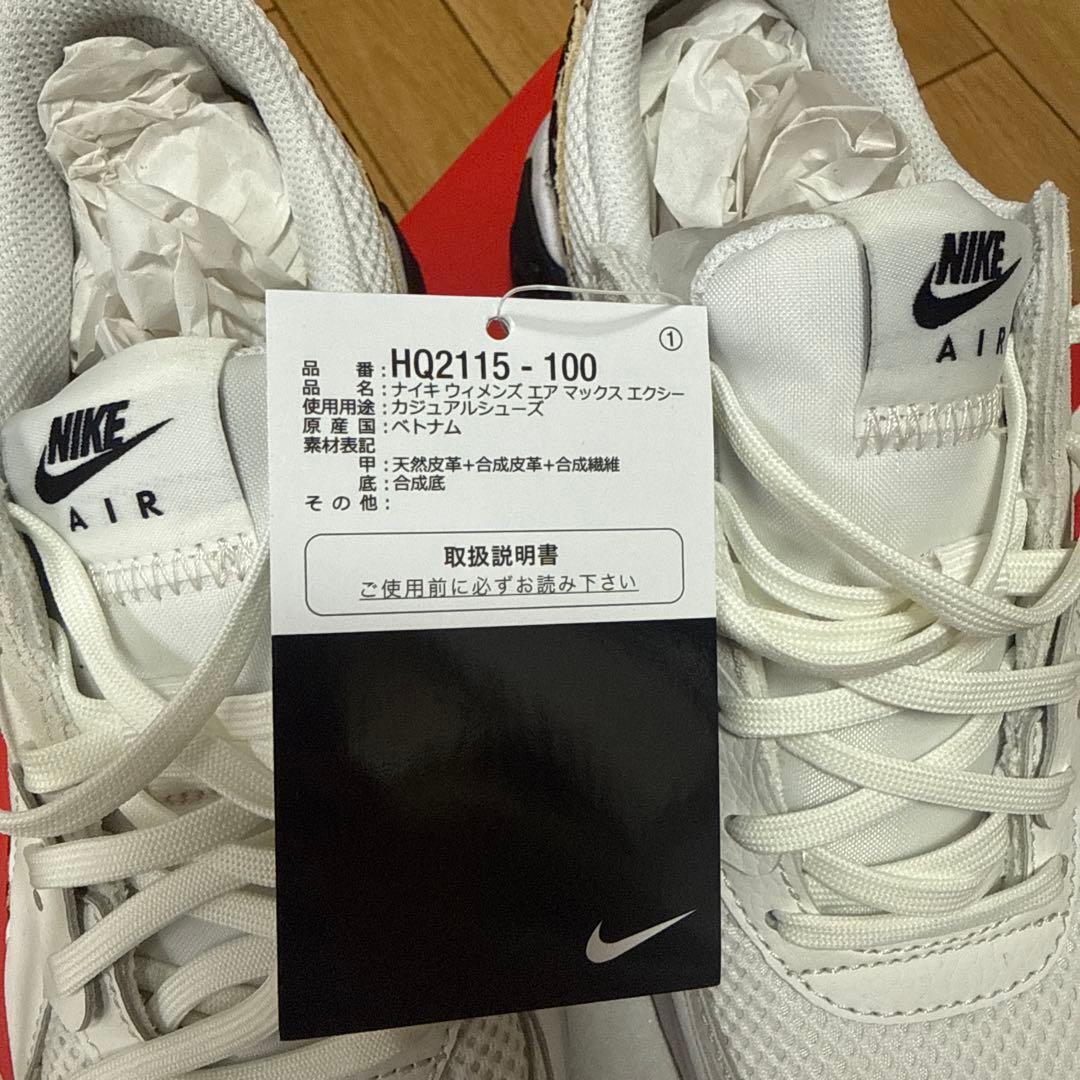 NIKE
AIR
NIKE
AIR
①
品 番:HQ2115-100
品 名:ナイキ ウィメンズ エア マックス エクシー
使用用途:カジュアルシューズ
原産国:ベトナム
素材表記
甲:天然皮革+合成皮革+合成繊維
底:合成底
その他:
取扱説明書
ご使用前に必ずお読み下さい